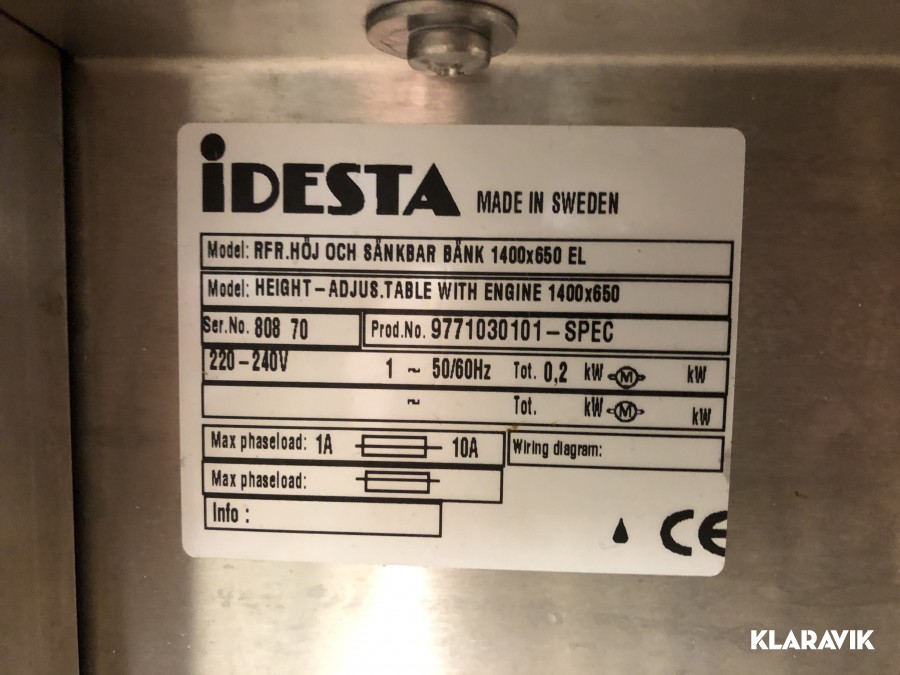 iDESTA MADE IN SWEDEN
Model: RFR.HÖJ OCH SÄNKBAR BÄNK 1400x650 EL
Model: HEIGHT-ADJUS.TABLE WITH ENGINE 1400x650
Ser.No. 808 70 Prod.No. 9771030101-SPEC
220-240V 1 ~ 50/60Hz Tot. 0,2 kW M kW
~ Tot. kW M kW
Max phaseload: 1A 10A Wiring diagram:
Max phaseload:
Info :
CE
KLARAVIK